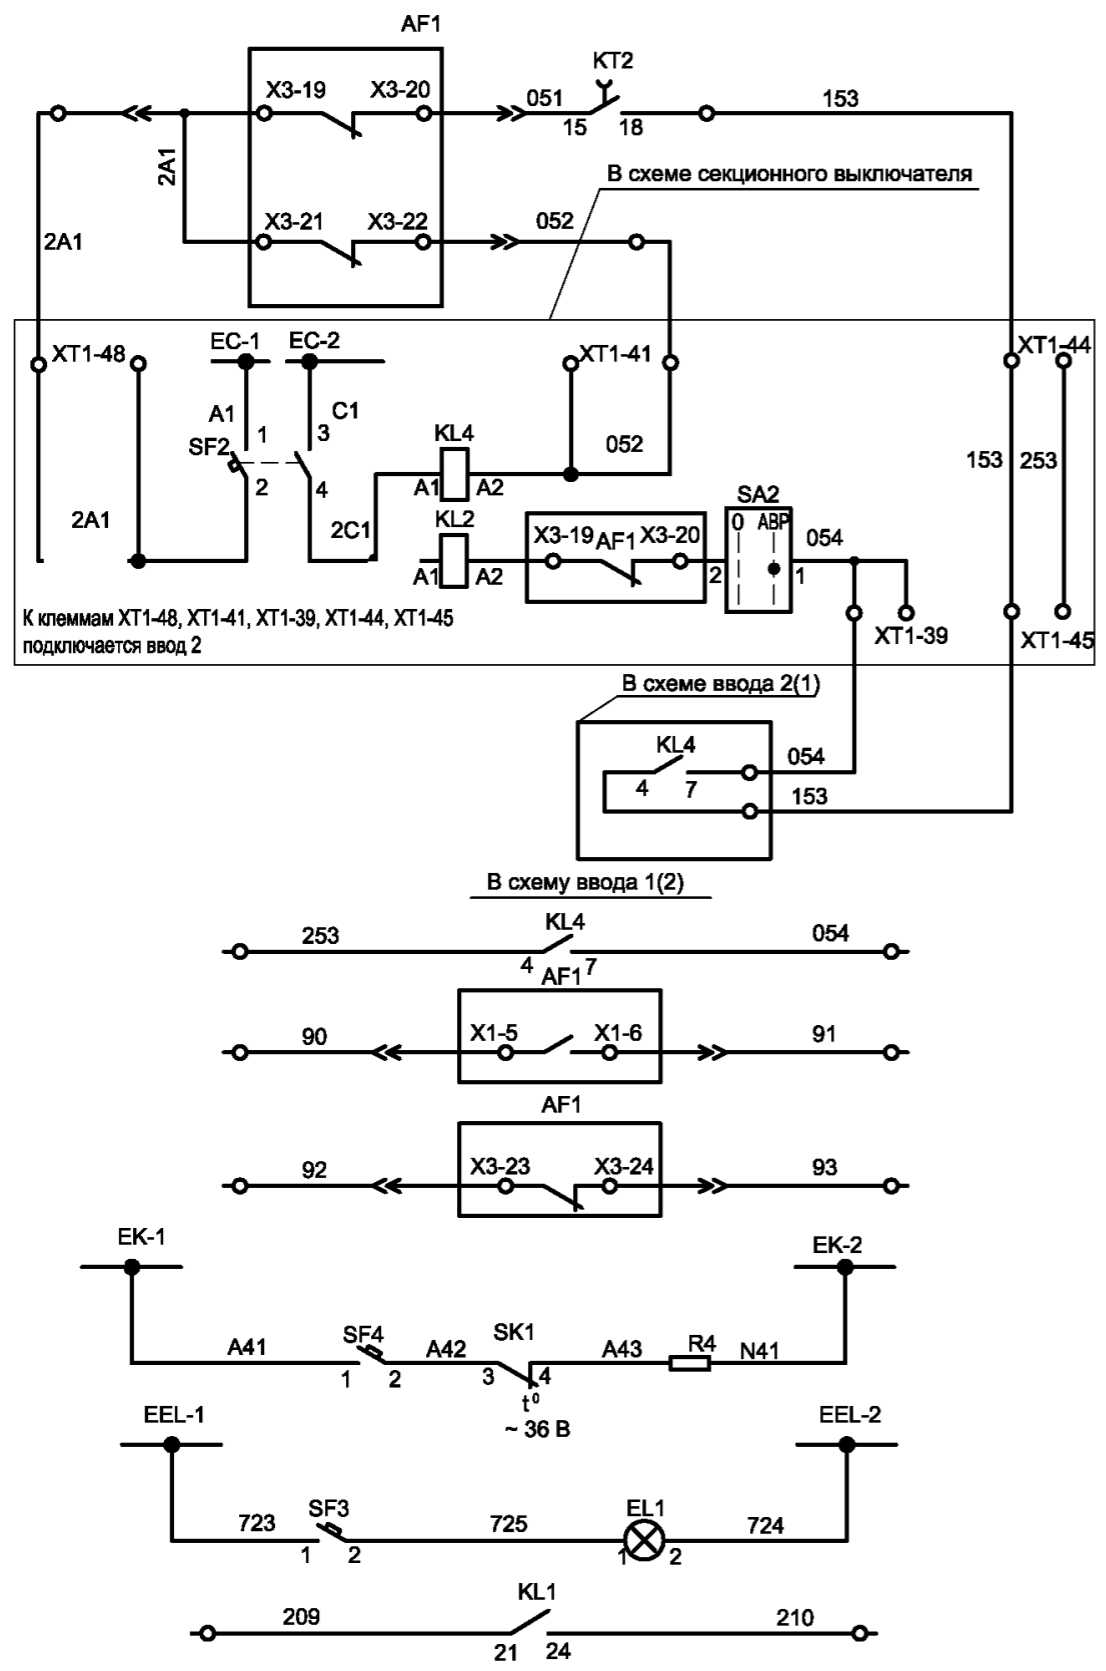 AF1
X3-19 X3-20 051 KT2 153
15 18
2A1
В схеме секционного выключателя
2A1 X3-21 X3-22 052
XT1-48 EC-1 EC-2 XT1-41 XT1-44
A1 C1
SF2 1 3 KL4 052
2 4 A1 A2 153 253
2A1 2C1 KL2 X3-19 AF1 X3-20 SA2
0 АВР 054
A1 A2 2 1
К клеммам XT1-48, XT1-41, XT1-39, XT1-44, XT1-45
подключается ввод 2
XT1-39 XT1-45
В схеме ввода 2(1)
KL4 054
4 7 153
В схему ввода 1(2)
253 KL4 054
4 7
AF1
90 X1-5 X1-6 91
AF1
92 X3-23 X3-24 93
EK-1 EK-2
A41 SF4 A42 SK1 A43 R4 N41
1 2 3 4
t⁰
~ 36 В
EEL-1 EEL-2
723 SF3 725 EL1 724
1 2 1 2
209 KL1 210
21 24